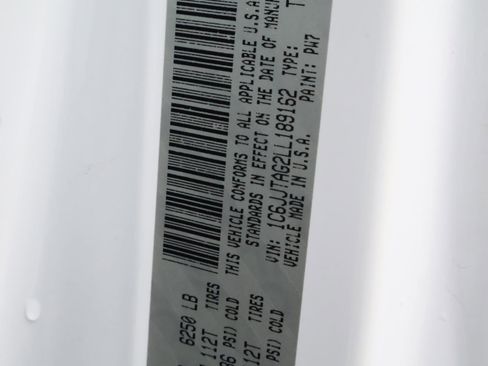 6250 LB
112T TIRES
PSI) COLD
12T TIRES
PSI) COLD
THIS VEHICLE CONFORMS TO ALL APPLICABLE U.S.A.
STANDARDS IN EFFECT ON THE DATE OF MANU
VIN: 1C6JJTAG2LL189162 TYPE: T
VEHICLE MADE IN U.S.A. PAINT: PW7